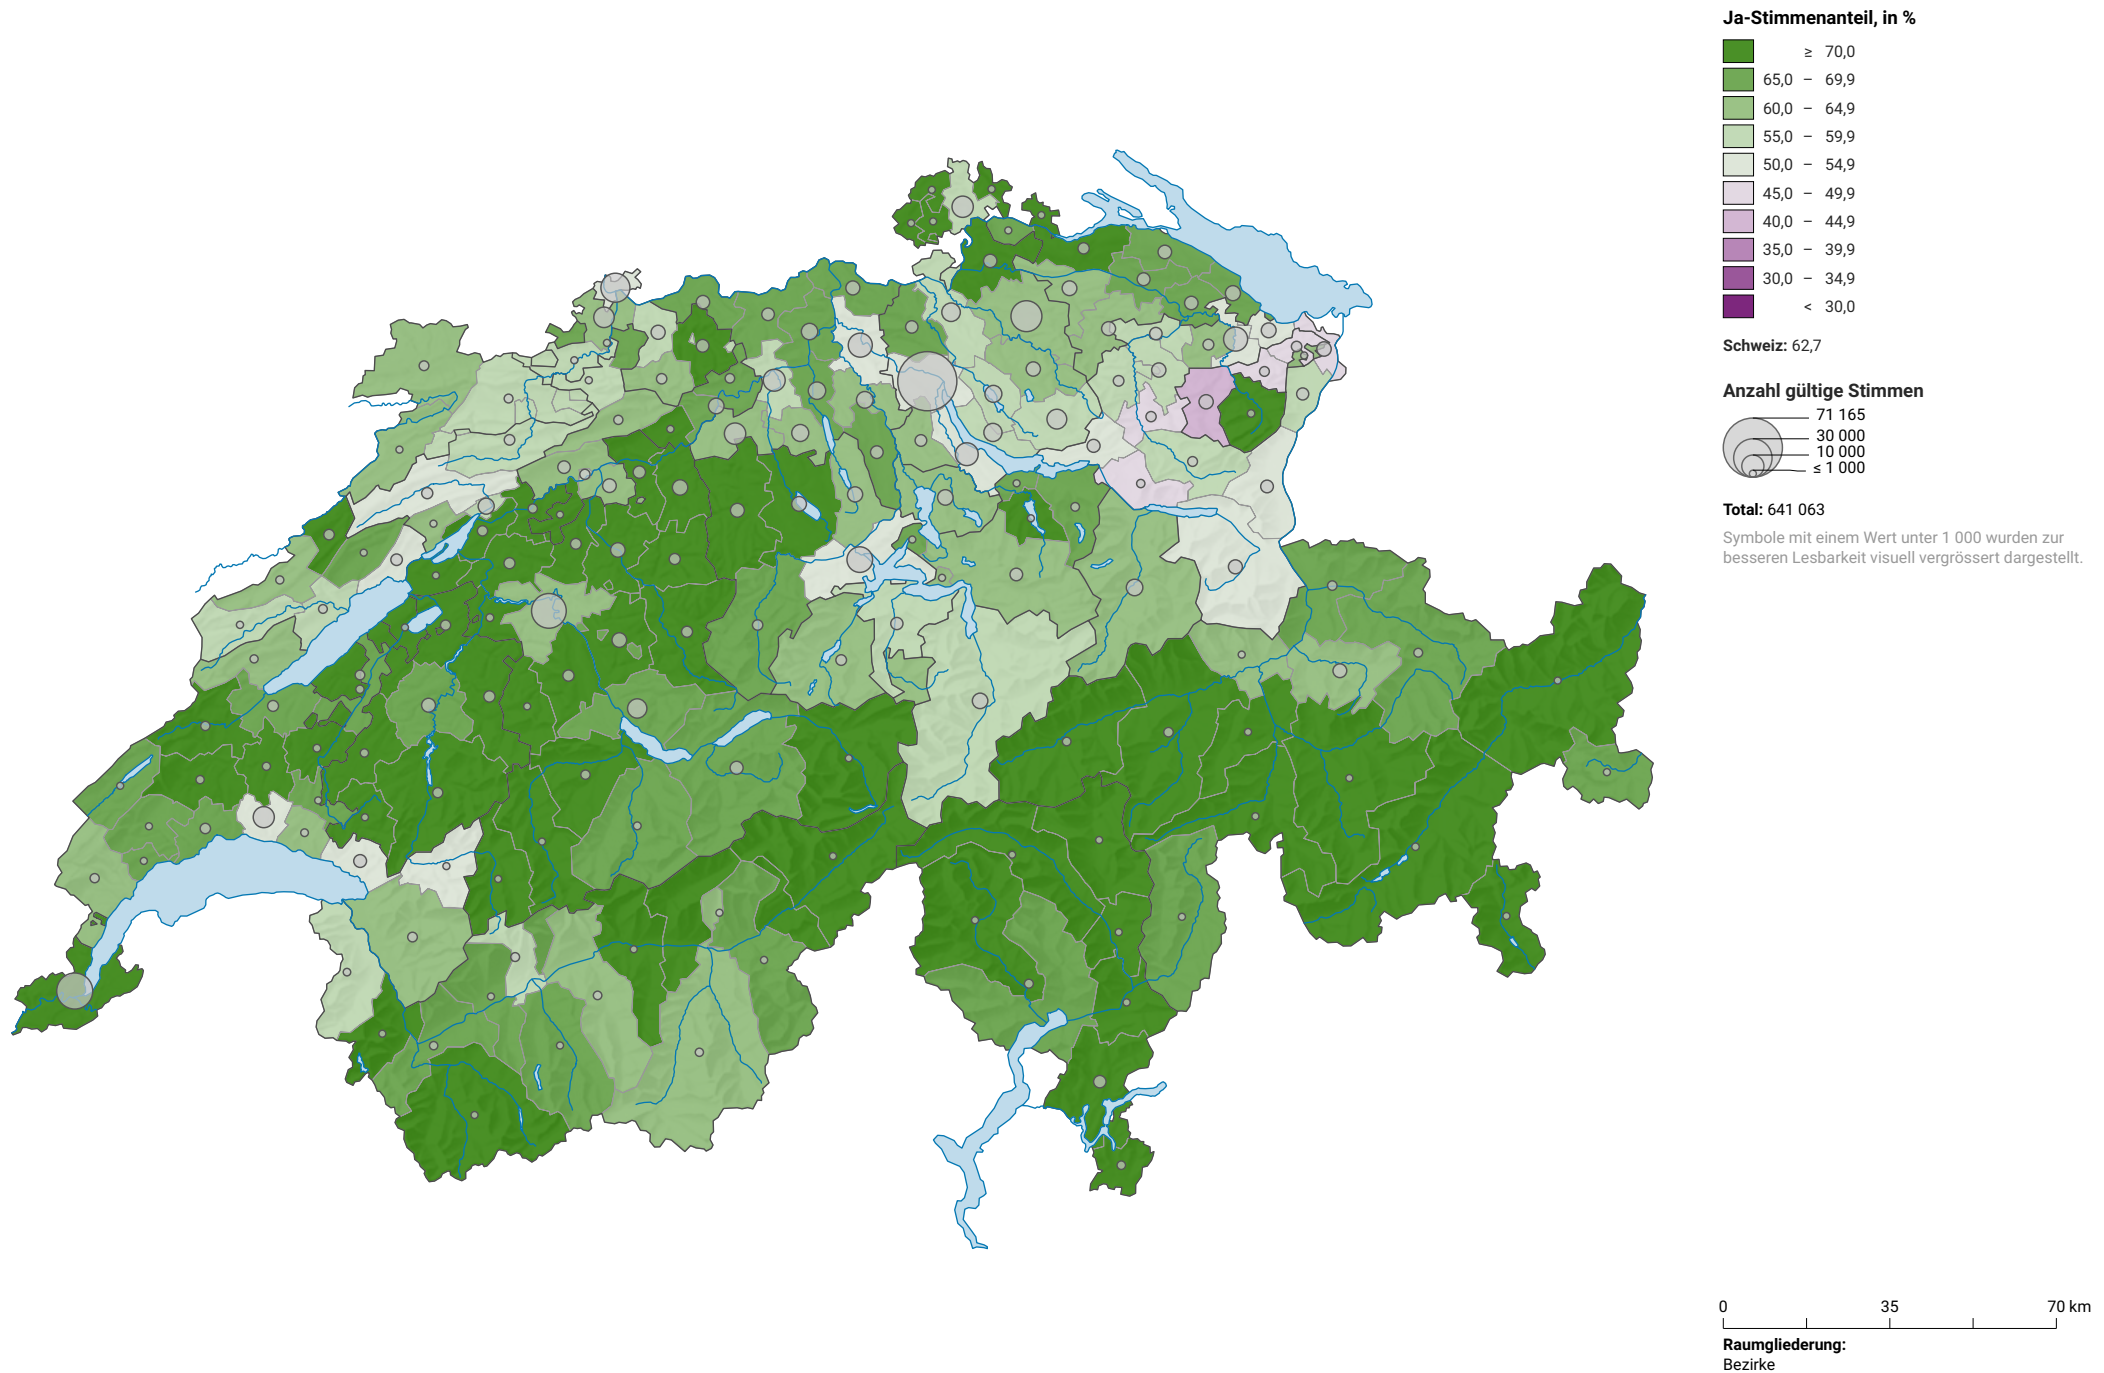 Ja-Stimmenanteil, in %
≥ 70,0
65,0 – 69,9
60,0 – 64,9
55,0 – 59,9
50,0 – 54,9
45,0 – 49,9
40,0 – 44,9
35,0 – 39,9
30,0 – 34,9
< 30,0
Schweiz: 62,7
Anzahl gültige Stimmen
71 165
30 000
10 000
≤ 1 000
Total: 641 063
Symbole mit einem Wert unter 1 000 wurden zur
besseren Lesbarkeit visuell vergrössert dargestellt.
0 35 70 km
Raumgliederung:
Bezirke